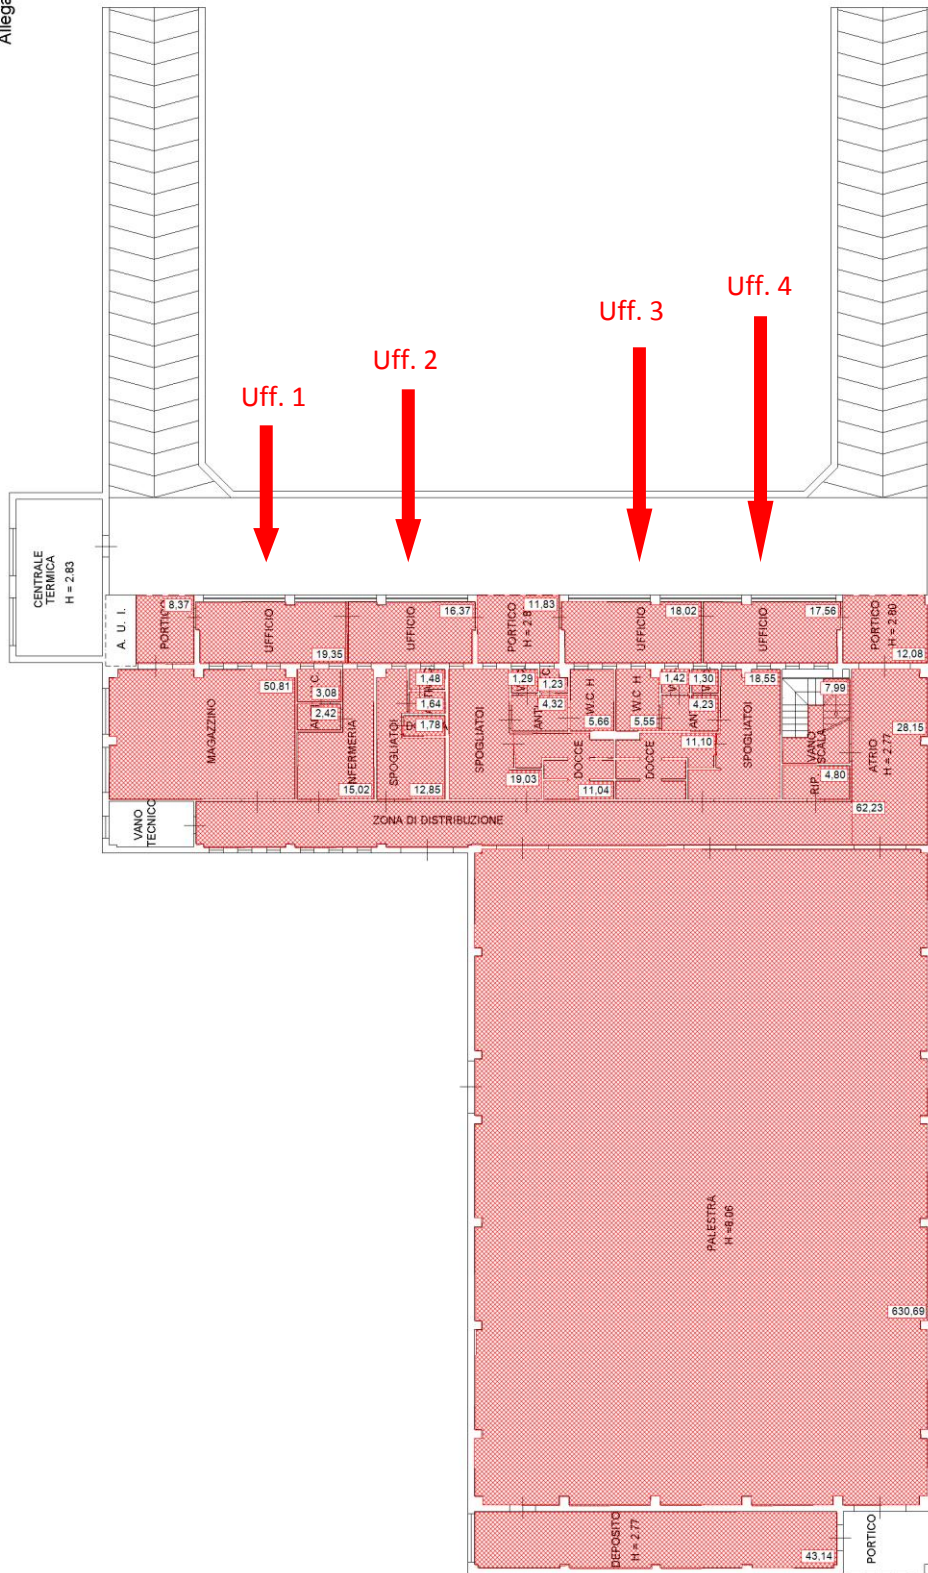 Allega
Uff. 4
Uff. 3
Uff. 2
Uff. 1
CENTRALE
TERMICA
H = 2.83
A. U. I.
PORTICO
8,37
UFFICIO
19,35
UFFICIO
16,37
PORTICO
H = 2.8
11,83
UFFICIO
18,02
UFFICIO
17,56
PORTICO
H = 2.80
12,08
MAGAZZINO
50,81
3,08
2,42
NFERMERIA
15,02
SPOGLIATOI
1,48
1,64
1,78
12,85
SPOGLIATOI
19,03
1,29
1,23
4,32
ANT
W.C H
5,66
DOCCE
11,04
W.C H
5,55
DOCCE
11,10
1,42
1,30
4,23
ANT
SPOGLIATOI
18,55
VANO
SCALA
7,99
RIP.
4,80
ATRIO
H = 2.77
28,15
62,23
VANO
TECNICO
ZONA DI DISTRIBUZIONE
PALESTRA
H =8.06
630,69
DEPOSITO
H = 2.77
43,14
PORTICO